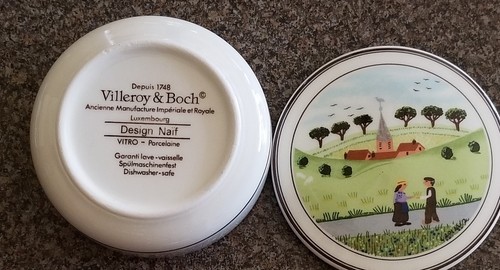 Depuis 1748
Villeroy & Boch©
Ancienne Manufacture Impériale et Royale
Luxembourg
Design Naif
VITRO - Porcelaine
Garanti lave-vaisselle
Spülmaschinenfest
Dishwasher-safe